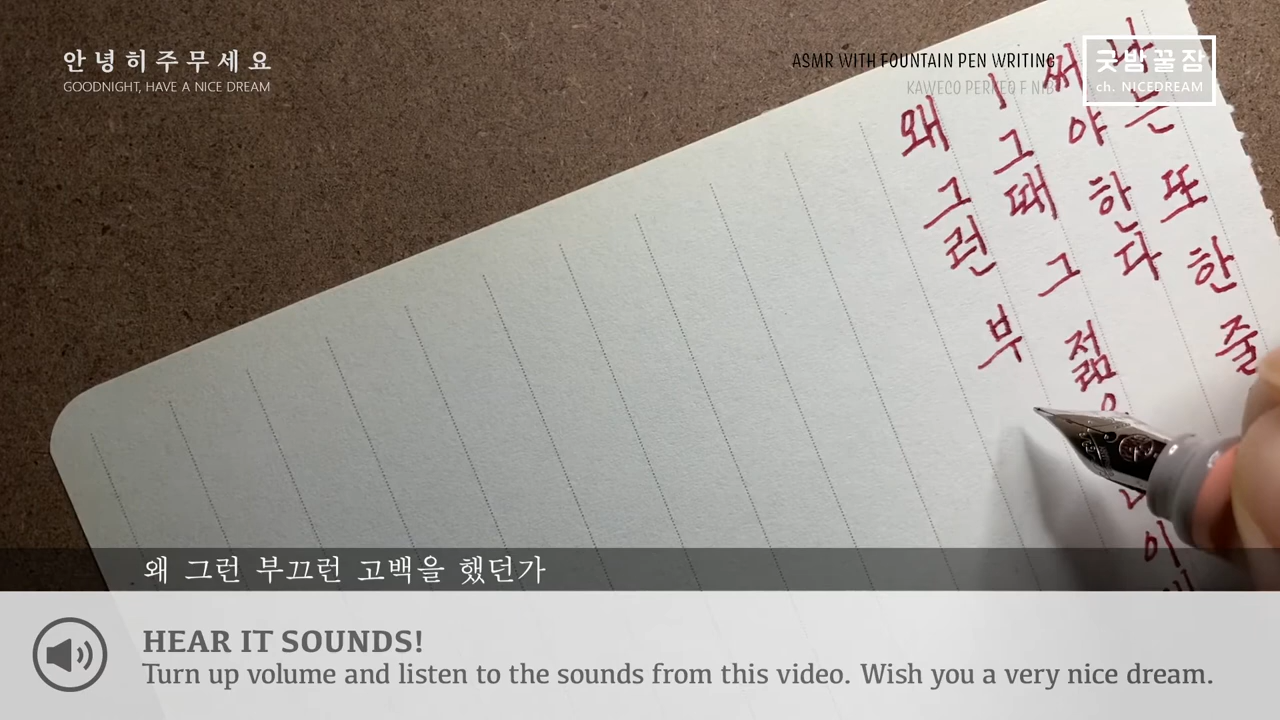 안녕히주무세요
GOODNIGHT, HAVE A NICE DREAM
ASMR WITH FOUNTAIN PEN WRITING
KAWECO PERKEO F NIB
굿밤꿀잠
ch. NICEDREAM
나는 또 한 줄
써야 한다
그때 그 젊
왜 그런 부
왜 그런 부끄런 고백을 했던가
HEAR IT SOUNDS!
Turn up volume and listen to the sounds from this video. Wish you a very nice dream.